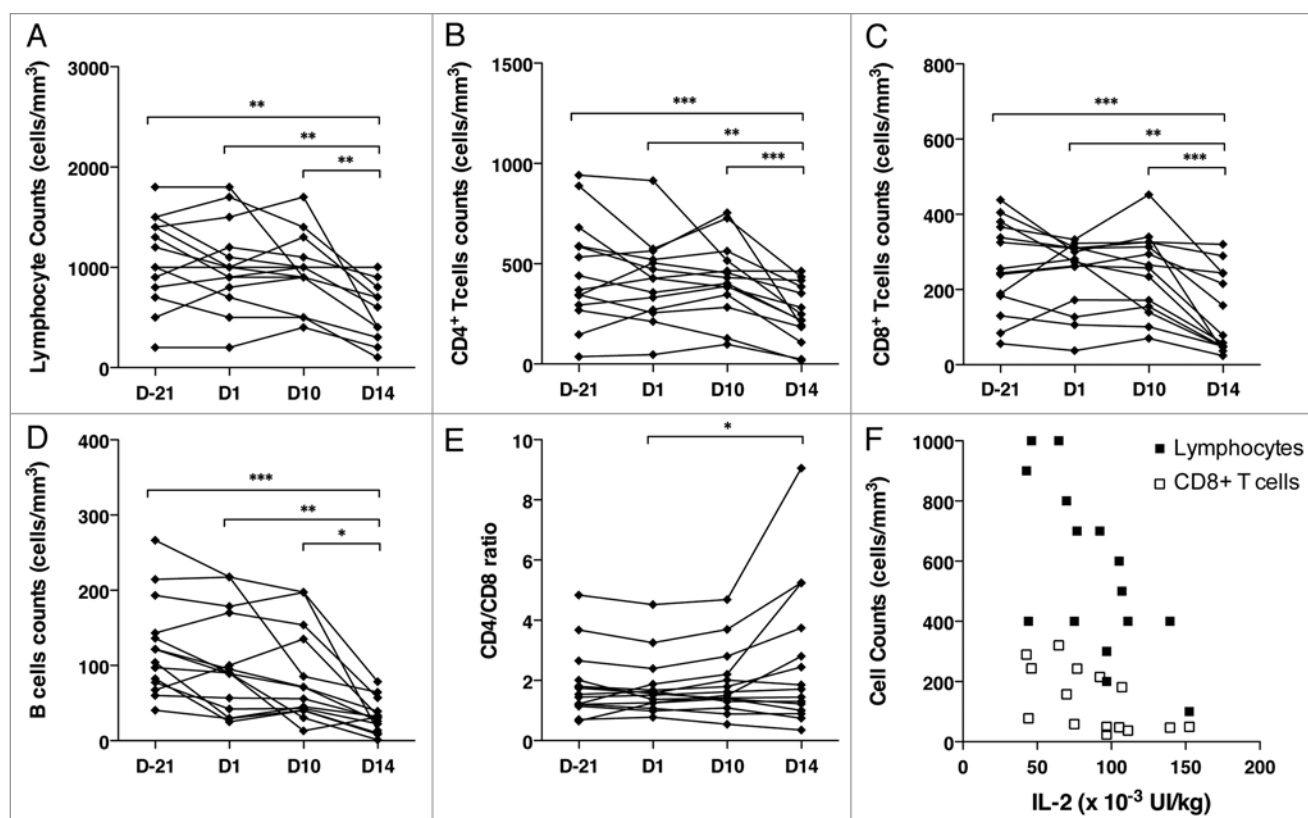 A
Lymphocyte Counts (cells/mm³)
3000
2000
1000
0
**
**
**
D-21 D1 D10 D14
B
CD4⁺ Tcells counts (cells/mm³)
1500
1000
500
0
***
**
***
D-21 D1 D10 D14
C
CD8⁺ Tcells counts (cells/mm³)
800
600
400
200
0
***
**
***
D-21 D1 D10 D14
D
B cells counts (cells/mm³)
400
300
200
100
0
***
**
*
D-21 D1 D10 D14
E
CD4/CD8 ratio
10
8
6
4
2
0
*
D-21 D1 D10 D14
F
Cell Counts (cells/mm³)
1000
800
600
400
200
0
Lymphocytes
CD8+ T cells
0 50 100 150 200
IL-2 (x 10⁻³ UI/kg)